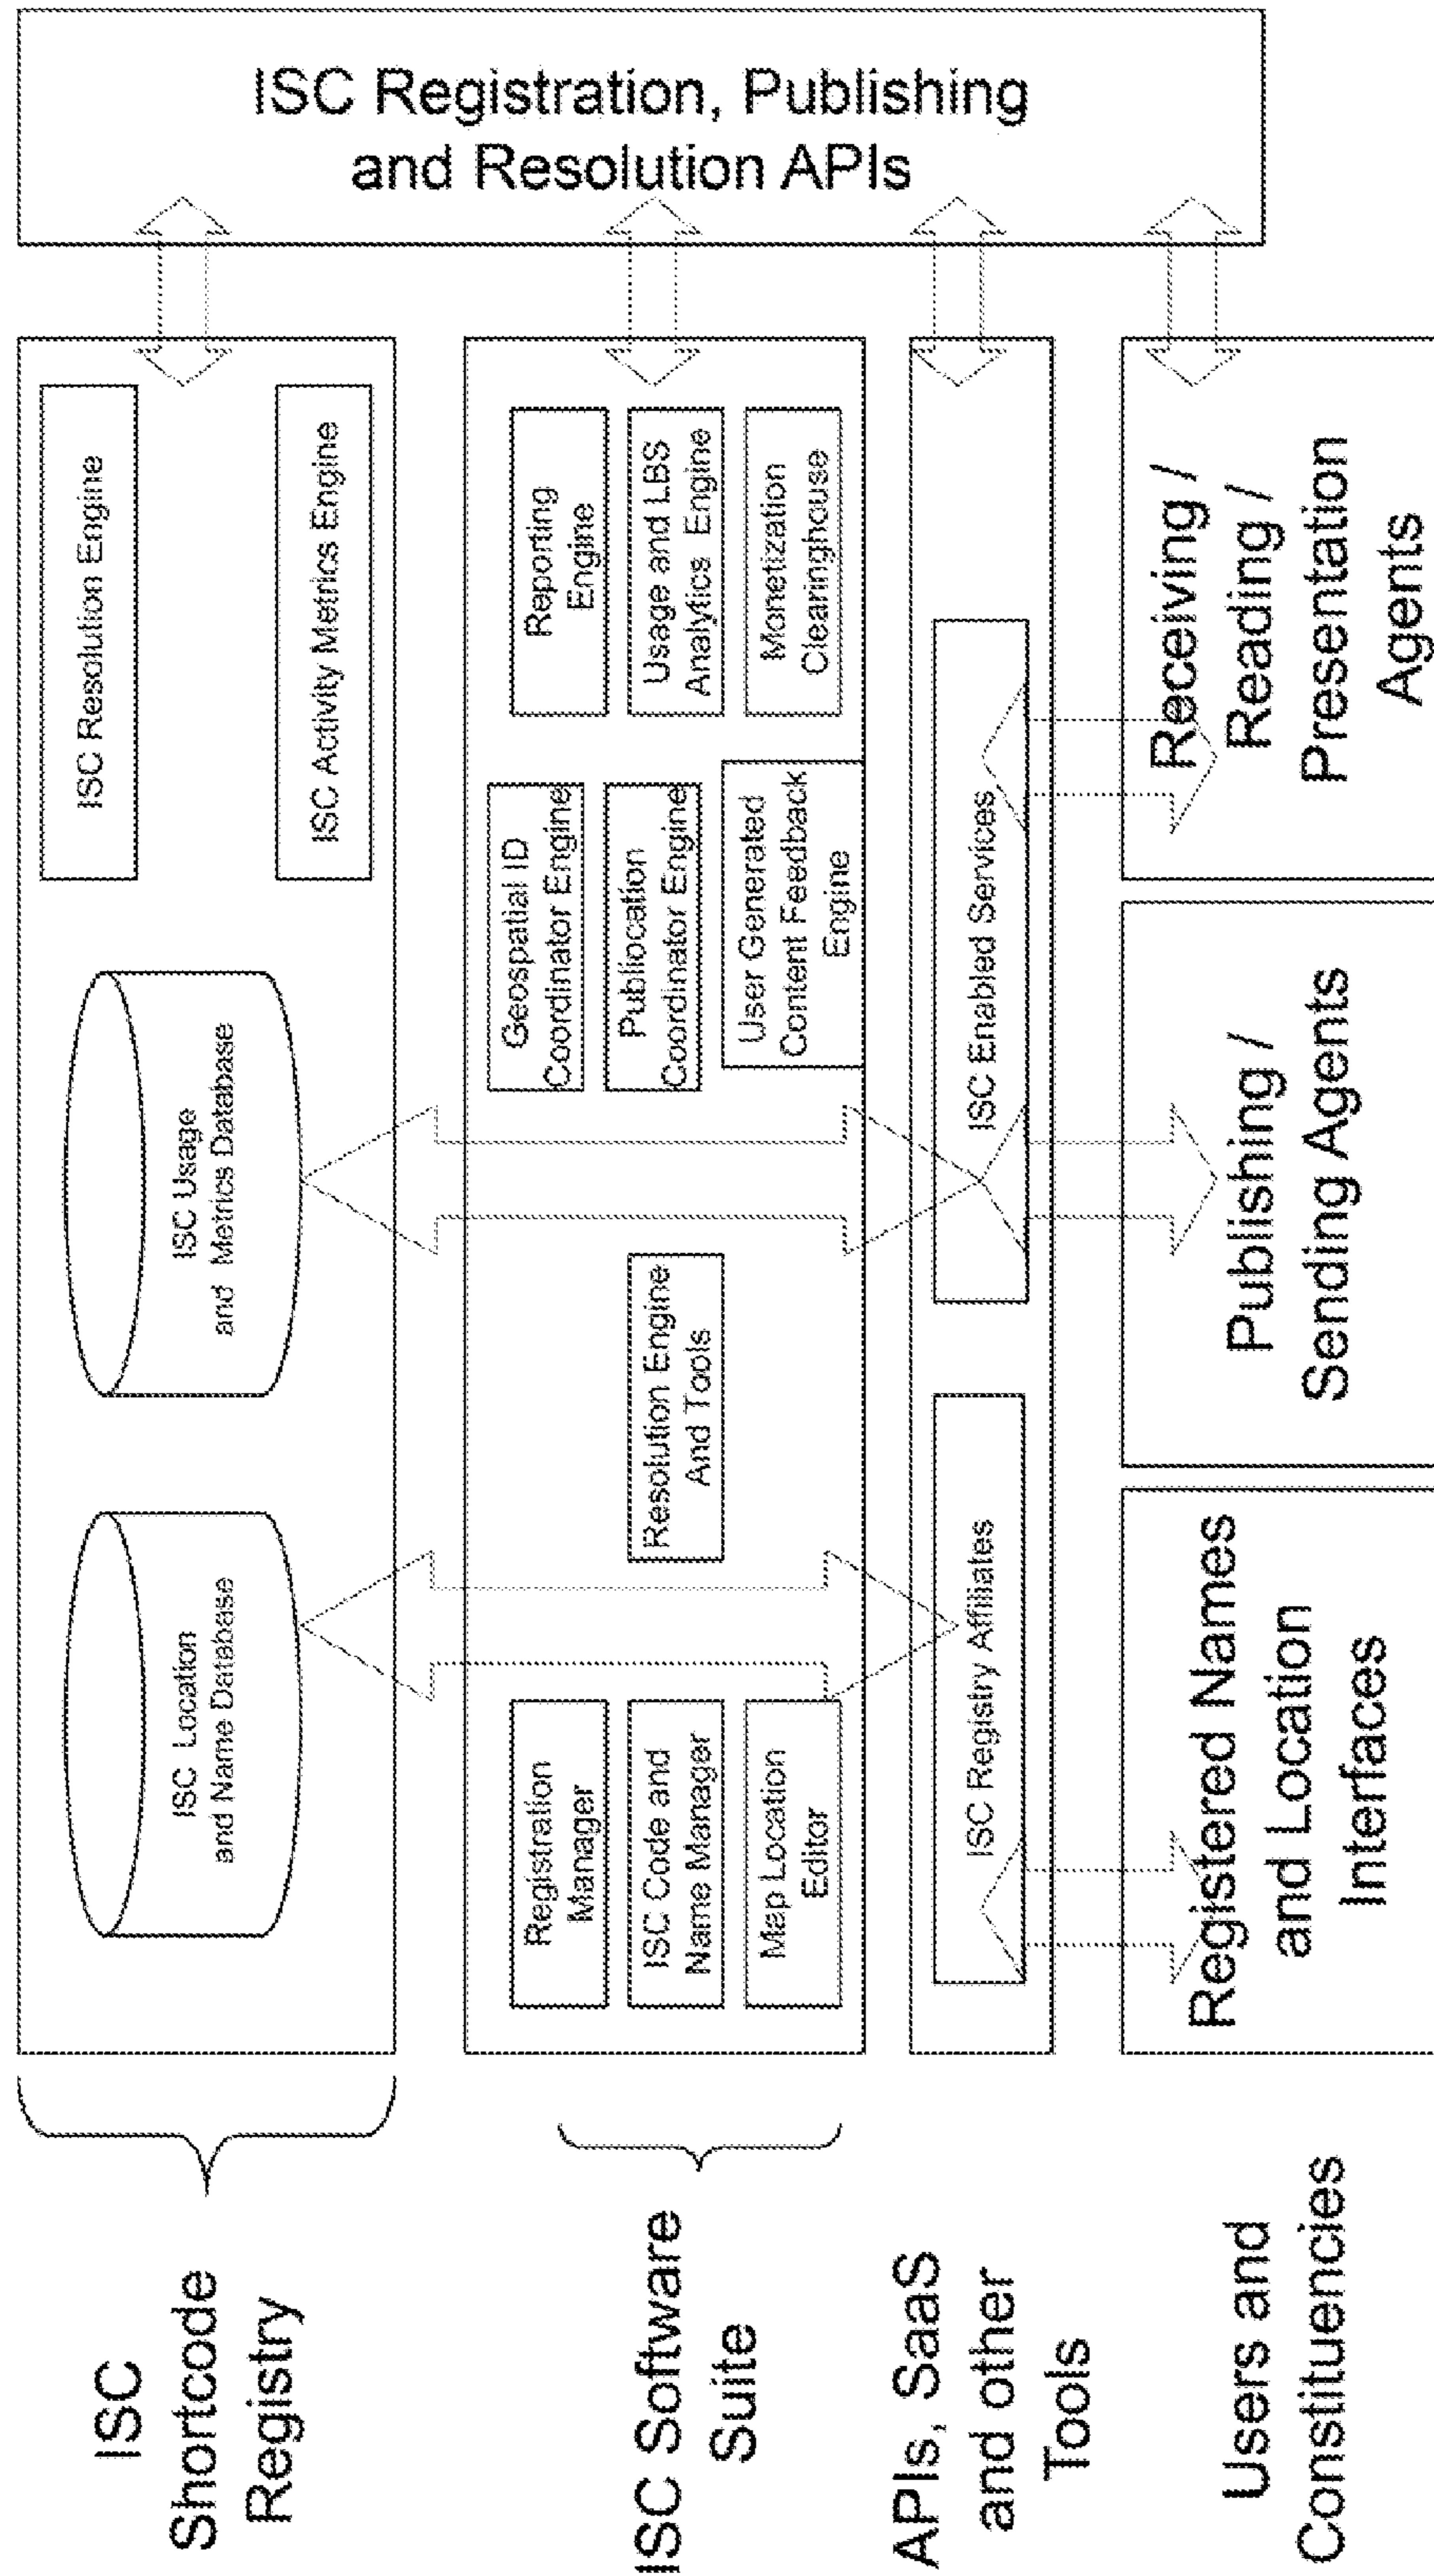 ISC
Shortcode
Registry
ISC Location
and Name Database
ISC Usage
and Metrics Database
ISC Resolution Engine
ISC Activity Metrics Engine
ISC Software
Suite
Registration
Manager
ISC Code and
Name Manager
Map Location
Editor
Resolution Engine
And Tools
Geospatial ID
Coordinator Engine
Publocation
Coordinator Engine
User Generated
Content Feedback
Engine
Reporting
Engine
Usage and LBS
Analytics Engine
Monetization
Clearinghouse
APIs, SaaS
and other
Tools
ISC Registry Affiliates
ISC Enabled Services
Users and
Constituencies
Registered Names
and Location
Interfaces
Publishing /
Sending Agents
Receiving /
Reading /
Presentation
Agents
ISC Registration, Publishing
and Resolution APIs